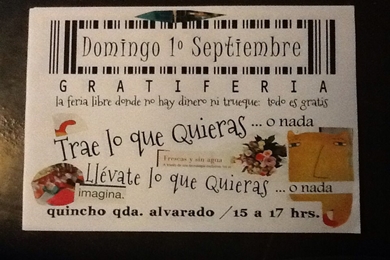 Domingo 1º Septiembre
GRATIFERIA
la feria libre donde no hay dinero ni trueque: todo es gratis
Trae lo que Quieras ... o nada
Frescas y sin agua
Llévate lo que Quieras ... o nada
imagina.
quincho qda. alvarado /15 a 17 hrs.